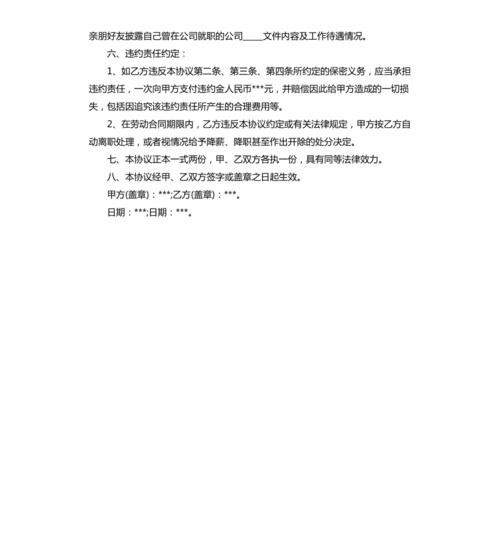 亲朋好友披露自己曾在公司就职的公司_____文件内容及工作待遇情况。
六、违约责任约定：
1、如乙方违反本协议第二条、第三条、第四条所约定的保密义务，应当承担
违约责任，一次向甲方支付违约金人民币***元，并赔偿因此给甲方造成的一切损
失，包括因追究该违约责任所产生的合理费用等。
2、在劳动合同期限内，乙方违反本协议约定或有关法律规定，甲方按乙方自
动离职处理，或者视情况给予降薪、降职甚至作出开除的处分决定。
七、本协议正本一式两份，甲、乙双方各执一份，具有同等法律效力。
八、本协议经甲、乙双方签字或盖章之日起生效。
甲方(盖章)：***;乙方(盖章)：***。
日期：***;日期：***。